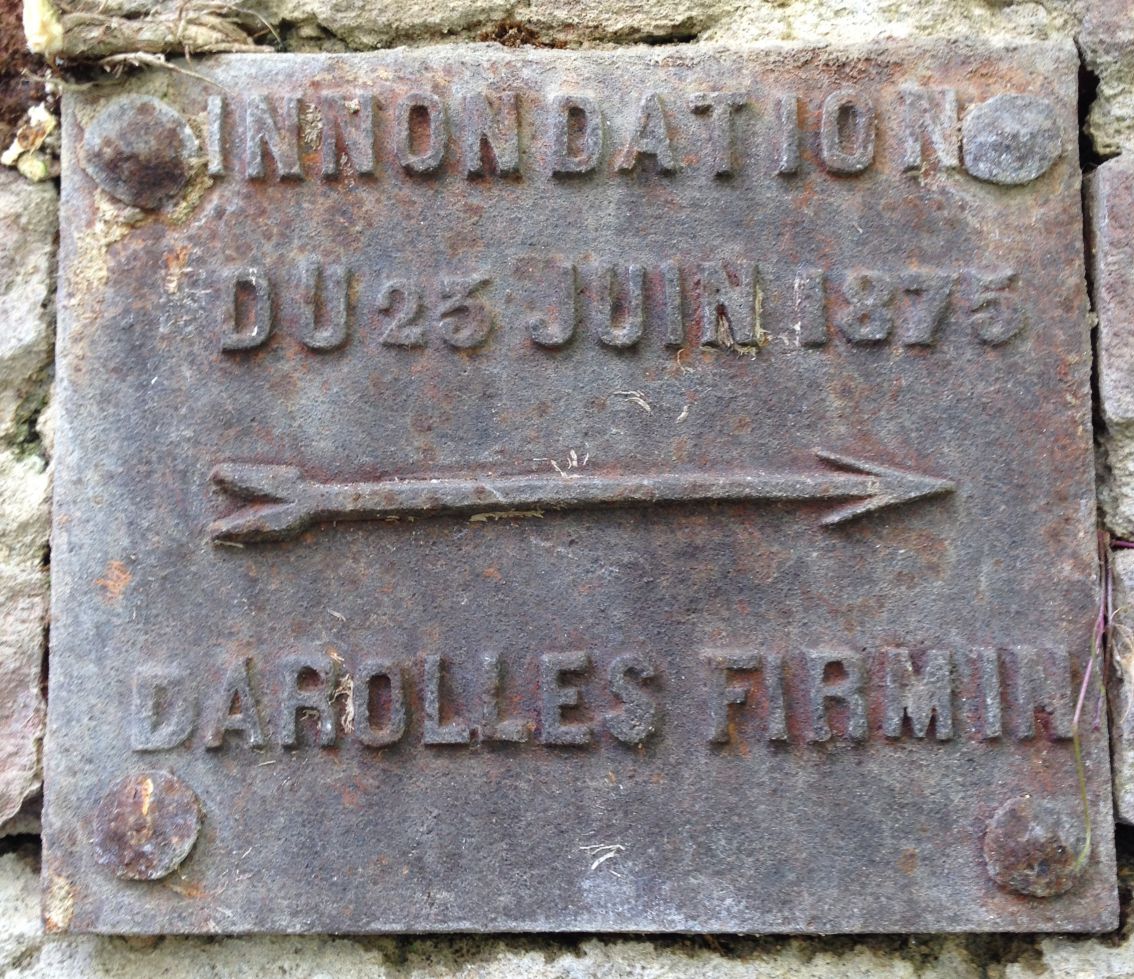 INNONDATION
DU 23 JUIN 1875
DAROLLES FIRMIN